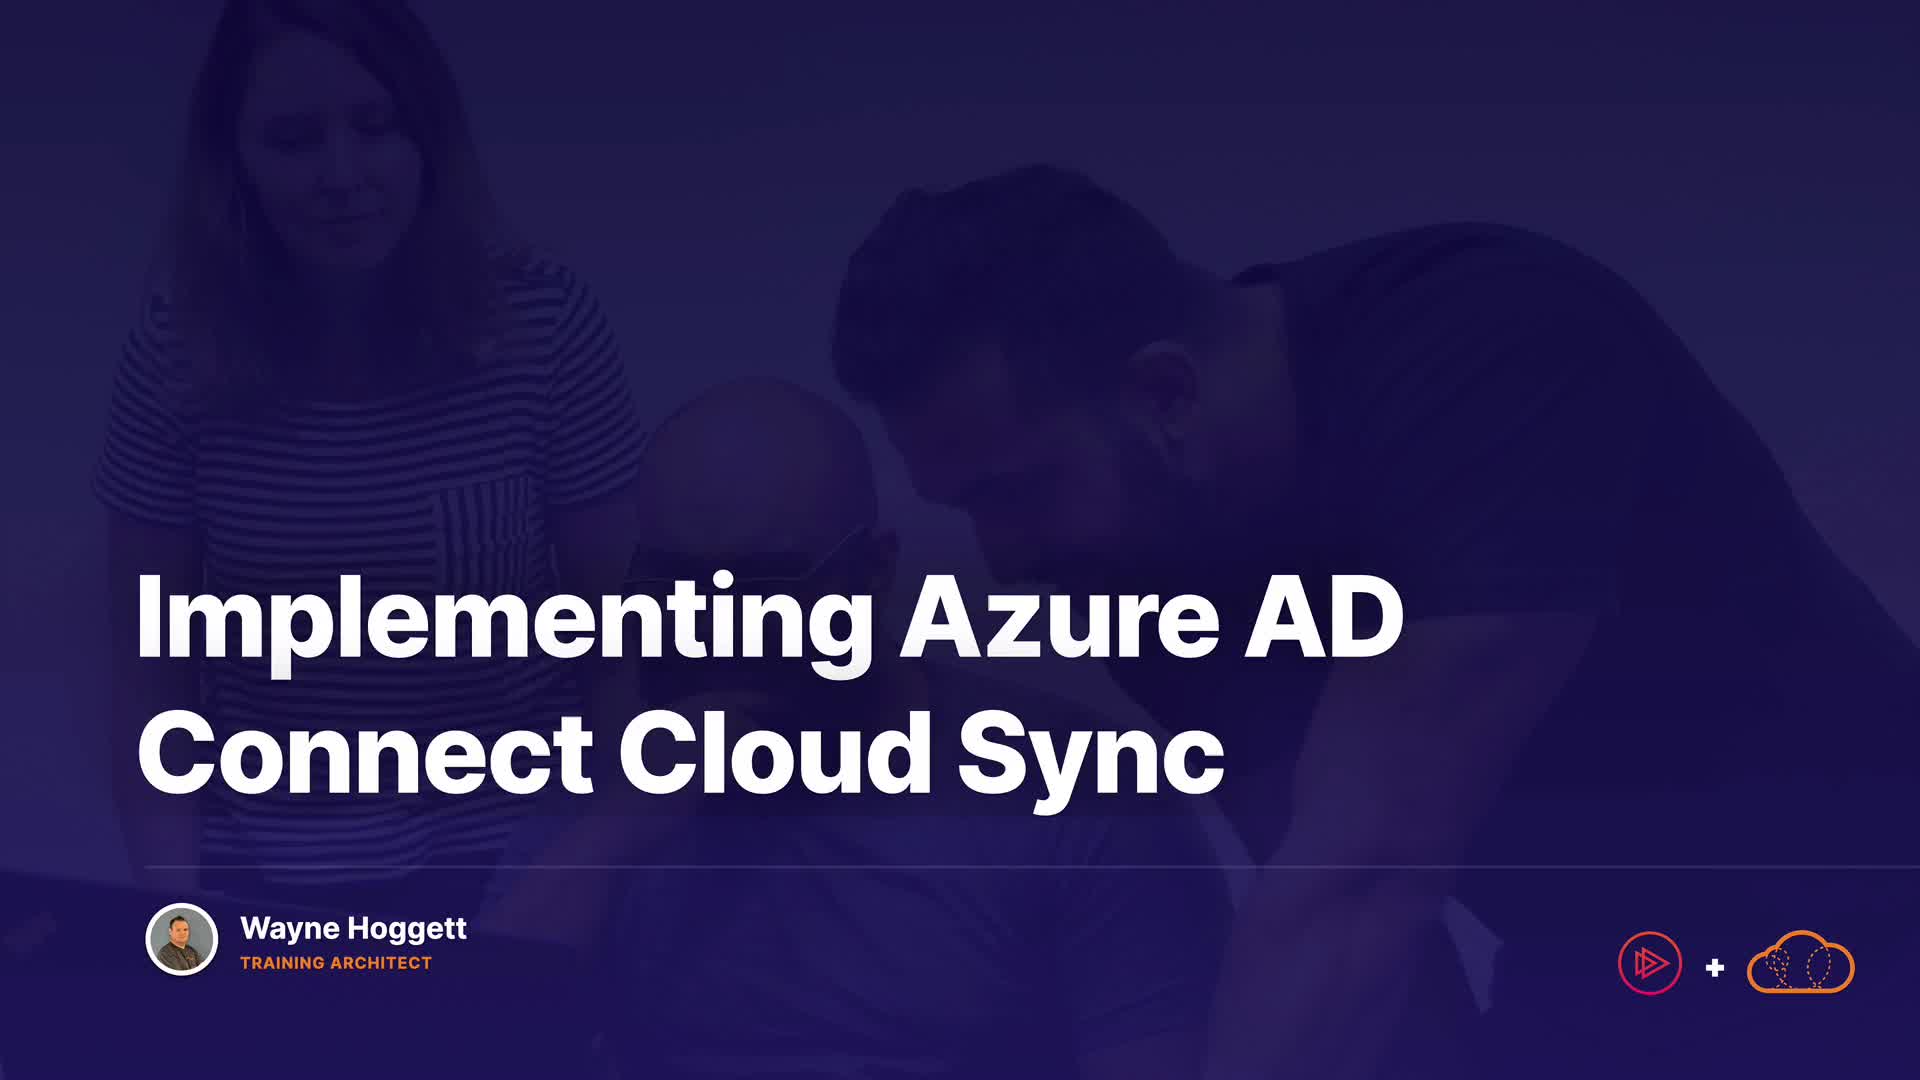 Implementing Azure AD
Connect Cloud Sync
Wayne Hoggett
TRAINING ARCHITECT